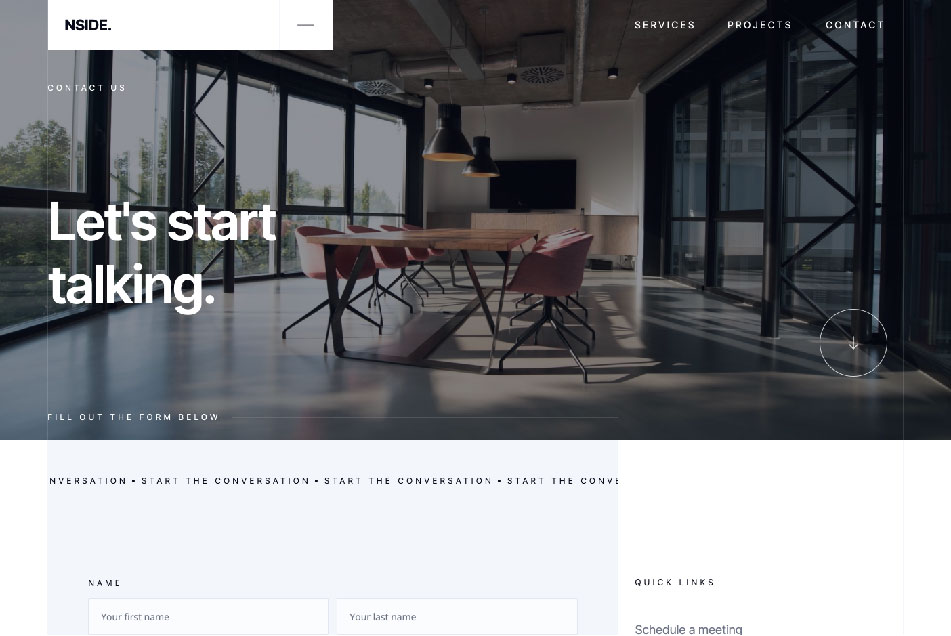 NSIDE.
SERVICES PROJECTS CONTACT
CONTACT US
Let's start
talking.
FILL OUT THE FORM BELOW
NVERSATION • START THE CONVERSATION • START THE CONVERSATION • START THE CONVE
NAME
Your first name
Your last name
QUICK LINKS
Schedule a meeting